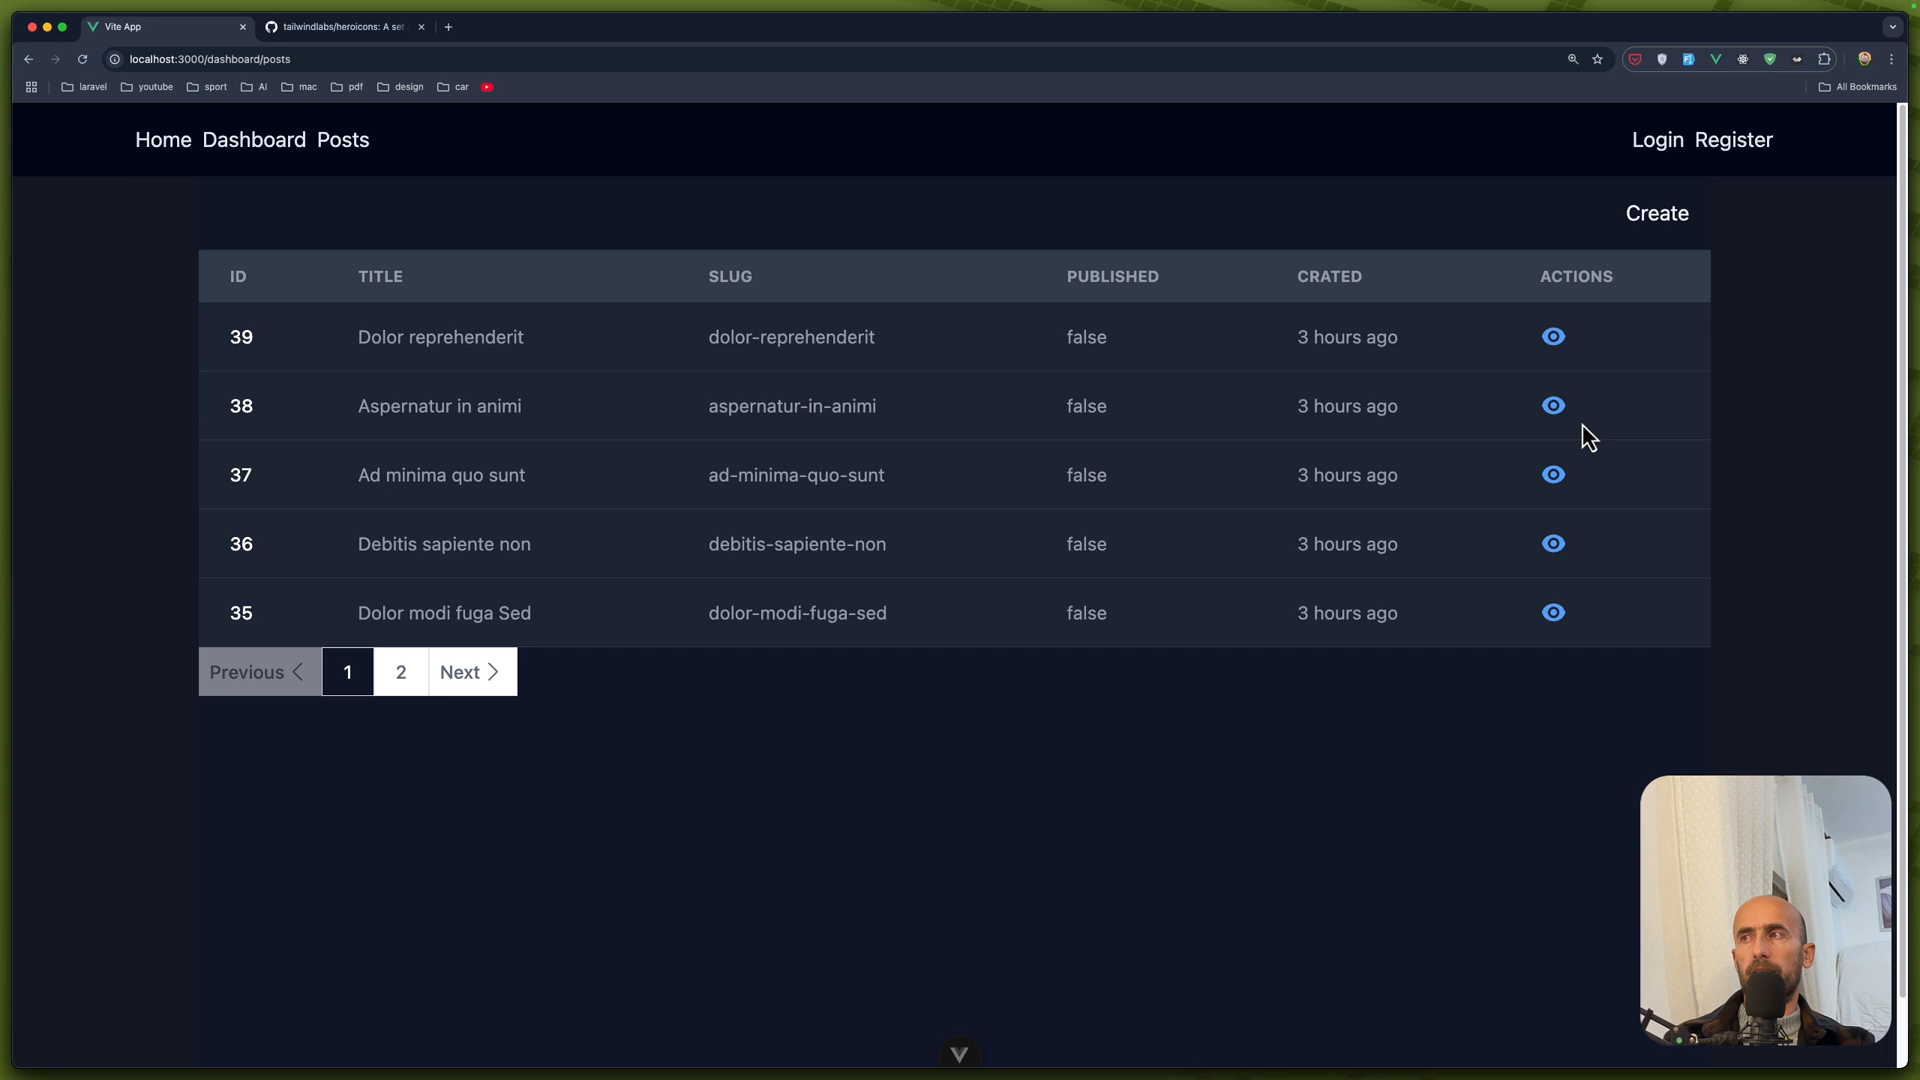 Vite App
tailwindlabs/heroicons: A set
localhost:3000/dashboard/posts
laravel youtube sport AI mac pdf design car All Bookmarks
Home Dashboard Posts Login Register
Create
ID TITLE SLUG PUBLISHED CRATED ACTIONS
39 Dolor reprehenderit dolor-reprehenderit false 3 hours ago
38 Aspernatur in animi aspernatur-in-animi false 3 hours ago
37 Ad minima quo sunt ad-minima-quo-sunt false 3 hours ago
36 Debitis sapiente non debitis-sapiente-non false 3 hours ago
35 Dolor modi fuga Sed dolor-modi-fuga-sed false 3 hours ago
Previous 1 2 Next